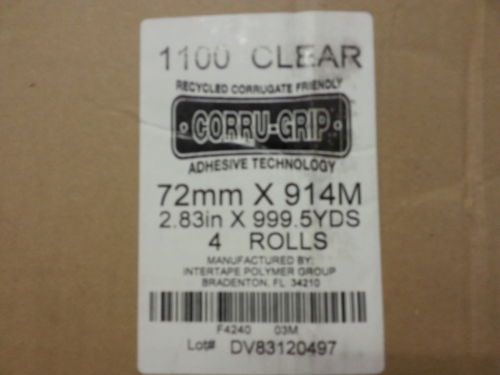 1100 CLEAR
RECYCLED CORRUGATE FRIENDLY
CORRU-GRIP
ADHESIVE TECHNOLOGY
72mm X 914M
2.83in X 999.5YDS
4 ROLLS
MANUFACTURED BY:
INTERTAPE POLYMER GROUP
BRADENTON, FL 34210
F4240 03M
Lot# DV83120497